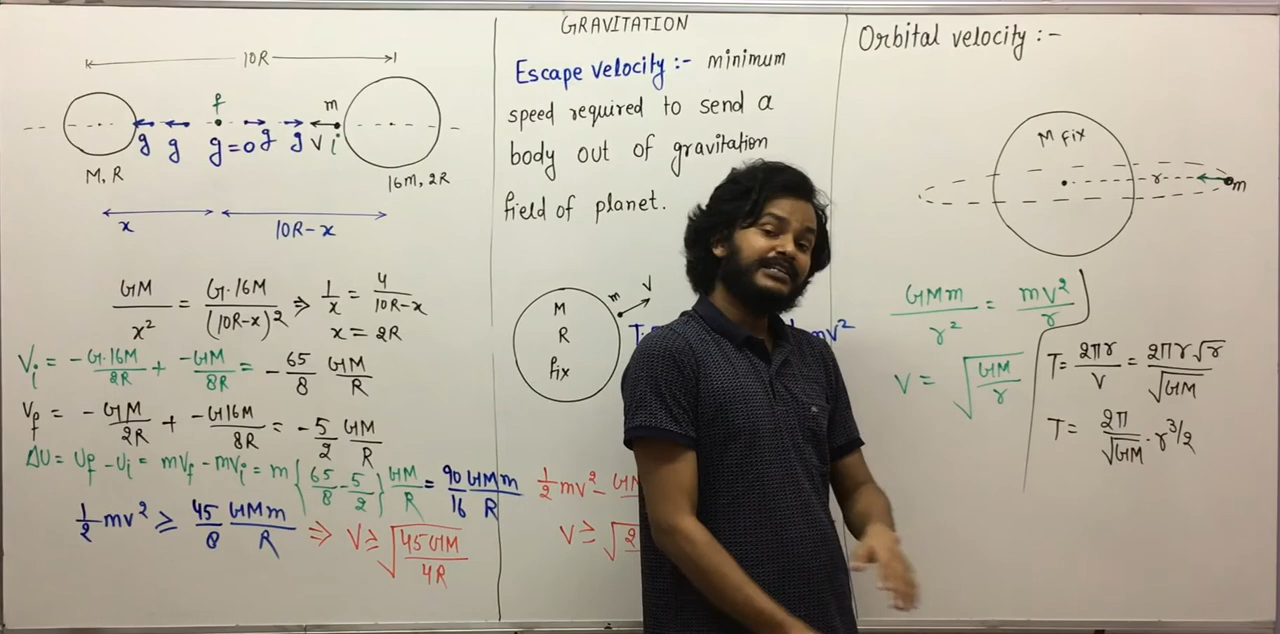 GRAVITATION
10R
f
m
g g g=0 g g V i
M, R
16M, 2R
x
10R-x
GM/x² = G·16M/(10R-x)² ⇒ 1/x = 4/10R-x
x = 2R
Vi = -G·16M/2R + -GM/8R = -65/8 GM/R
Vf = -GM/2R + -G16M/8R = -5/2 GM/R
ΔU = Uf - Ui = mVf - mVi = m{65/8 - 5/2} GM/R = 90/16 GMm/R
1/2 mv² ≥ 45/8 GMm/R ⇒ V ≥ √45GM/4R
Escape velocity :- minimum
speed required to send a
body out of gravitation
field of planet.
M
R
fix
m
V
mv²
1/2 mv² - GM
V ≥ √2
Orbital velocity :-
M fix
r
m
GMm/r² = mv²/r
V = √GM/r
T = 2πr/V = 2πr√r/√GM
T = 2π/√GM · r^3/2